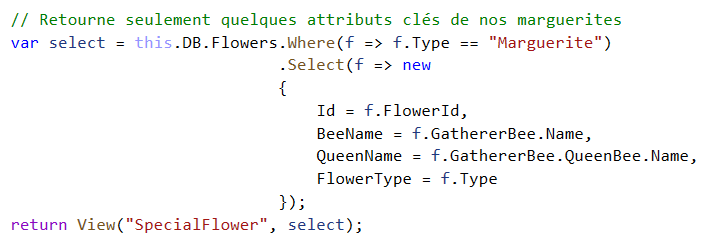 // Retourne seulement quelques attributs clés de nos marguerites
var select = this.DB.Flowers.Where(f => f.Type == "Marguerite")
                            .Select(f => new
                            {
                                Id = f.FlowerId,
                                BeeName = f.GathererBee.Name,
                                QueenName = f.GathererBee.QueenBee.Name,
                                FlowerType = f.Type
                            });
return View("SpecialFlower", select);